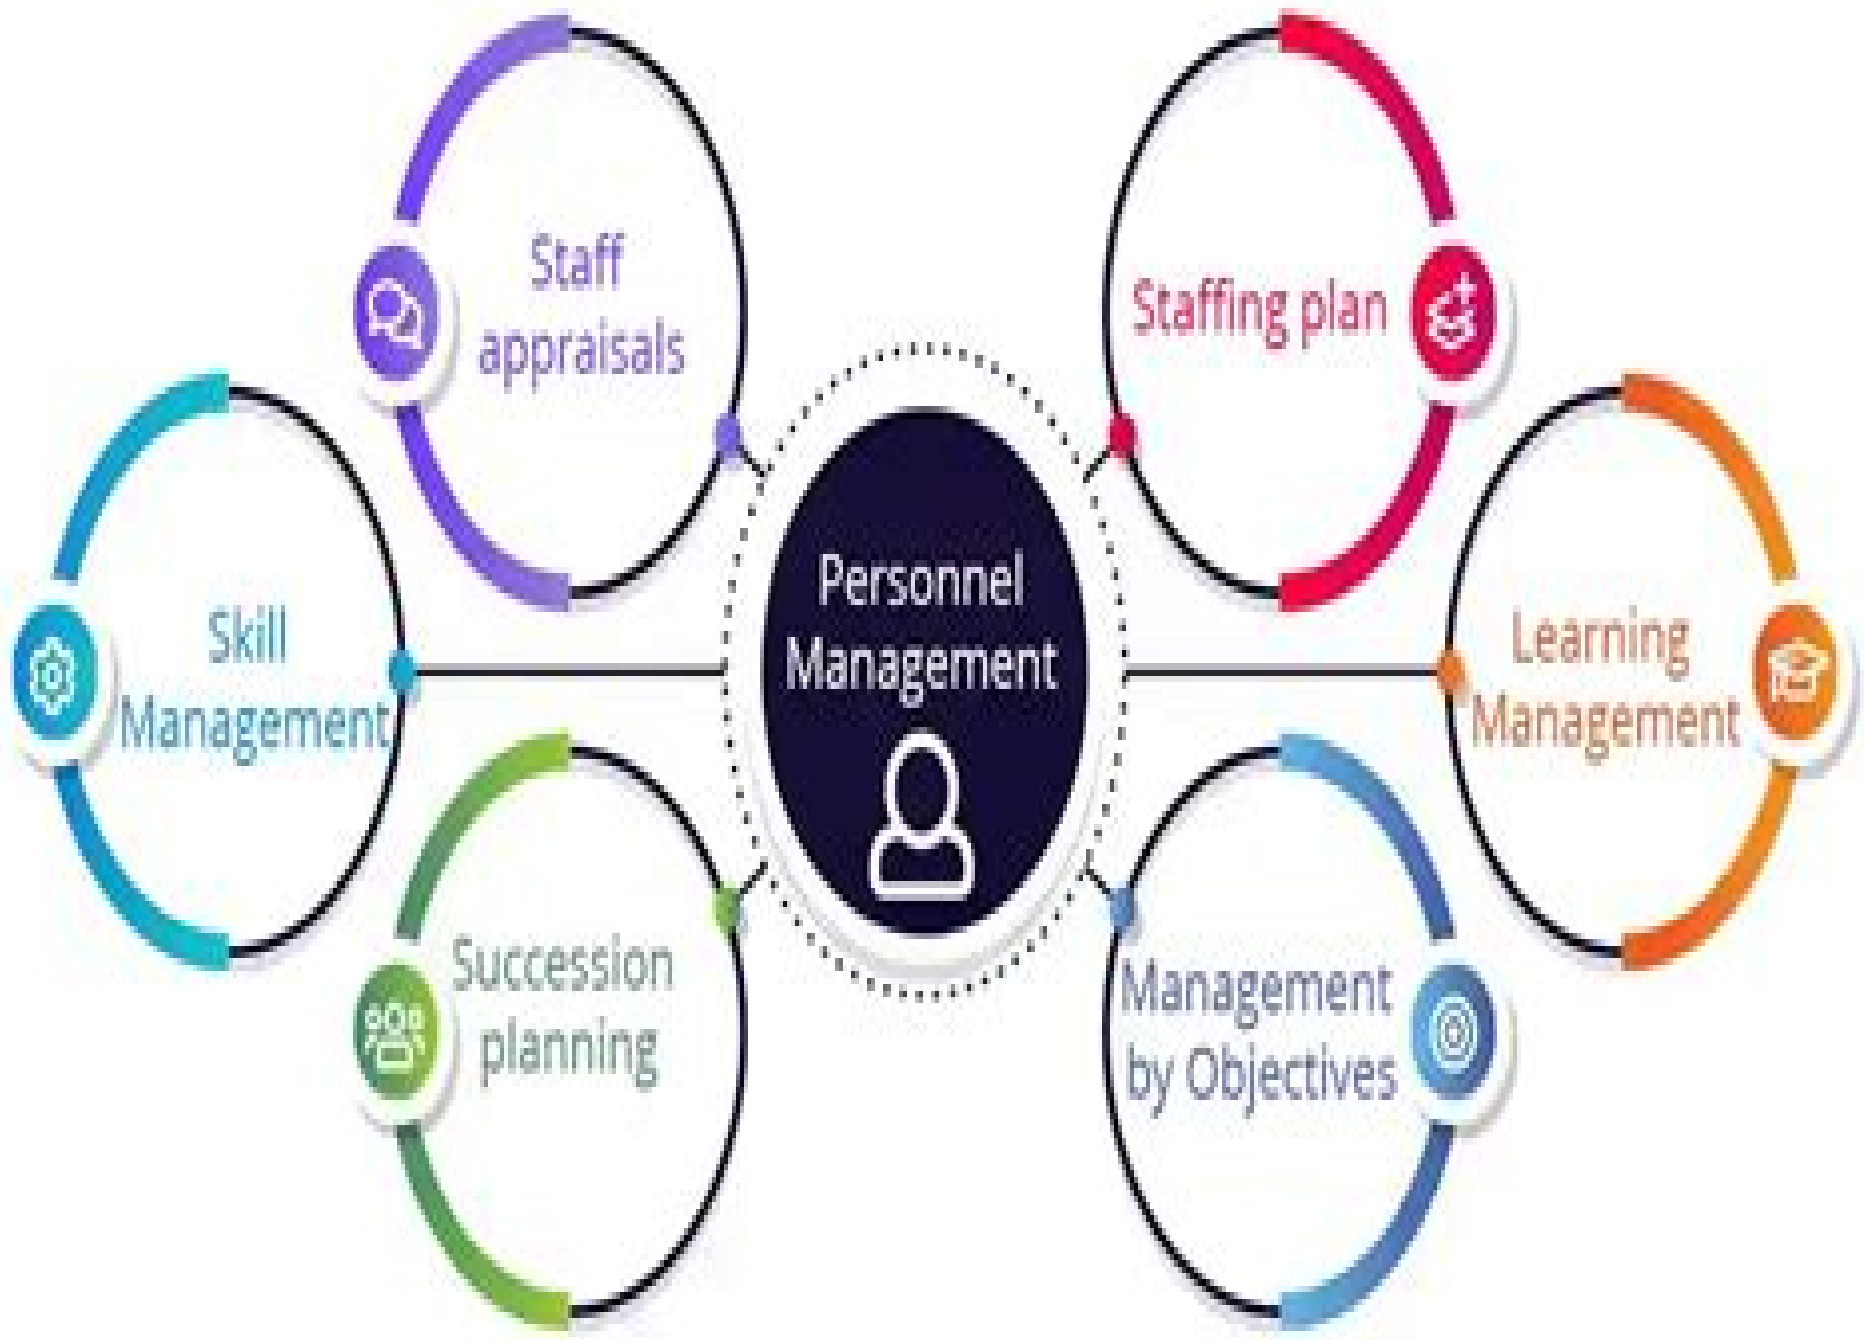 Staff
appraisals
Staffing plan
Skill
Management
Personnel
Management
Learning
Management
Succession
planning
Management
by Objectives